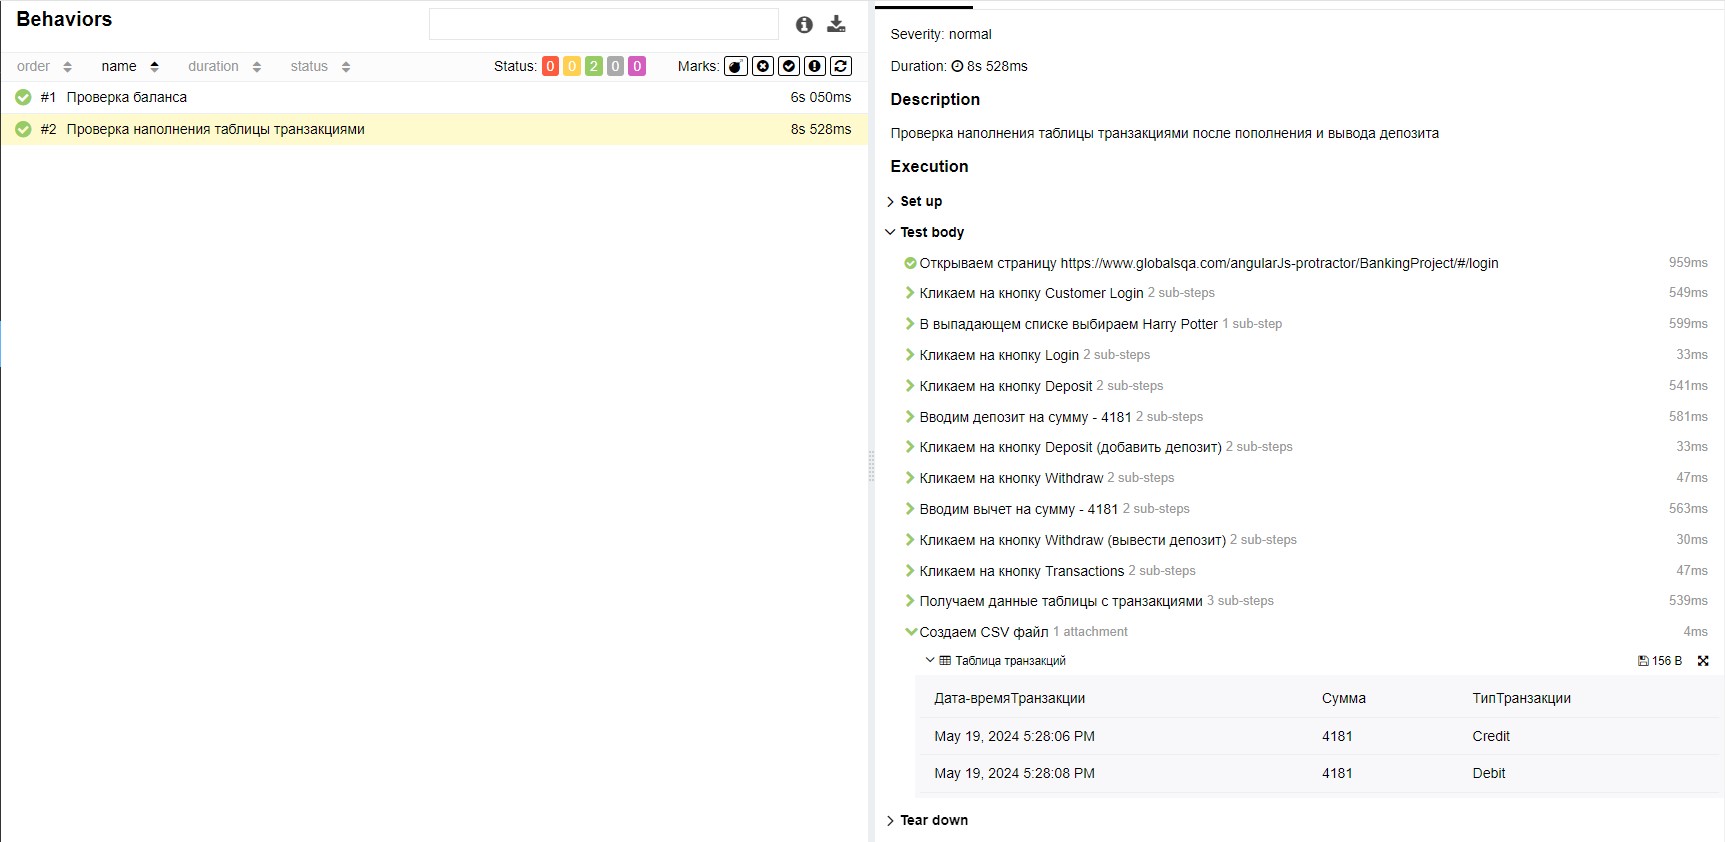 Behaviors
order name duration status Status: 0 0 2 0 0 Marks:
#1 Проверка баланса 6s 050ms
#2 Проверка наполнения таблицы транзакциями 8s 528ms
Severity: normal
Duration: 8s 528ms
Description
Проверка наполнения таблицы транзакциями после пополнения и вывода депозита
Execution
Set up
Test body
Открываем страницу https://www.globalsqa.com/angularJs-protractor/BankingProject/#/login 959ms
Кликаем на кнопку Customer Login 2 sub-steps 549ms
В выпадающем списке выбираем Harry Potter 1 sub-step 599ms
Кликаем на кнопку Login 2 sub-steps 33ms
Кликаем на кнопку Deposit 2 sub-steps 541ms
Вводим депозит на сумму - 4181 2 sub-steps 581ms
Кликаем на кнопку Deposit (добавить депозит) 2 sub-steps 33ms
Кликаем на кнопку Withdraw 2 sub-steps 47ms
Вводим вычет на сумму - 4181 2 sub-steps 563ms
Кликаем на кнопку Withdraw (вывести депозит) 2 sub-steps 30ms
Кликаем на кнопку Transactions 2 sub-steps 47ms
Получаем данные таблицы с транзакциями 3 sub-steps 539ms
Создаем CSV файл 1 attachment 4ms
Таблица транзакций 156 B
Дата-времяТранзакции Сумма ТипТранзакции
May 19, 2024 5:28:06 PM 4181 Credit
May 19, 2024 5:28:08 PM 4181 Debit
Tear down